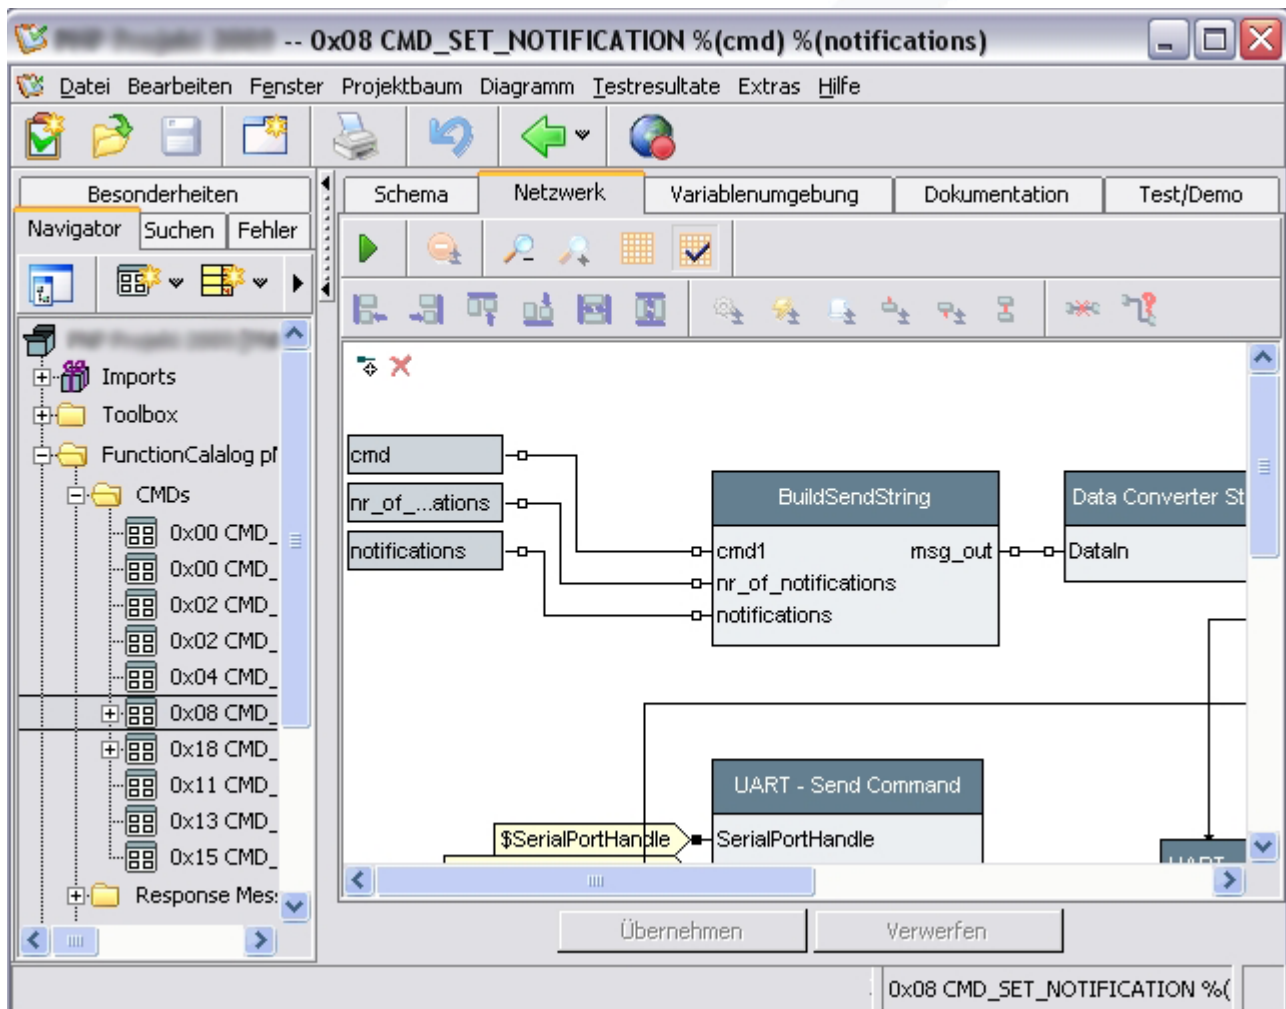 -- 0x08 CMD_SET_NOTIFICATION %(cmd) %(notifications)
Datei Bearbeiten Fenster Projektbaum Diagramm Testresultate Extras Hilfe
Besonderheiten
Navigator Suchen Fehler
Imports
Toolbox
FunctionCalalog
CMDs
0x00 CMD_
0x00 CMD_
0x02 CMD_
0x02 CMD_
0x04 CMD_
0x08 CMD_
0x18 CMD_
0x11 CMD_
0x13 CMD_
0x15 CMD_
Response Mes
Schema Netzwerk Variablenumgebung Dokumentation Test/Demo
cmd
nr_of_...ations
notifications
BuildSendString
cmd1 msg_out
nr_of_notifications
notifications
Data Converter St
DataIn
UART - Send Command
$SerialPortHandle SerialPortHandle
UART
Übernehmen Verwerfen
0x08 CMD_SET_NOTIFICATION %(